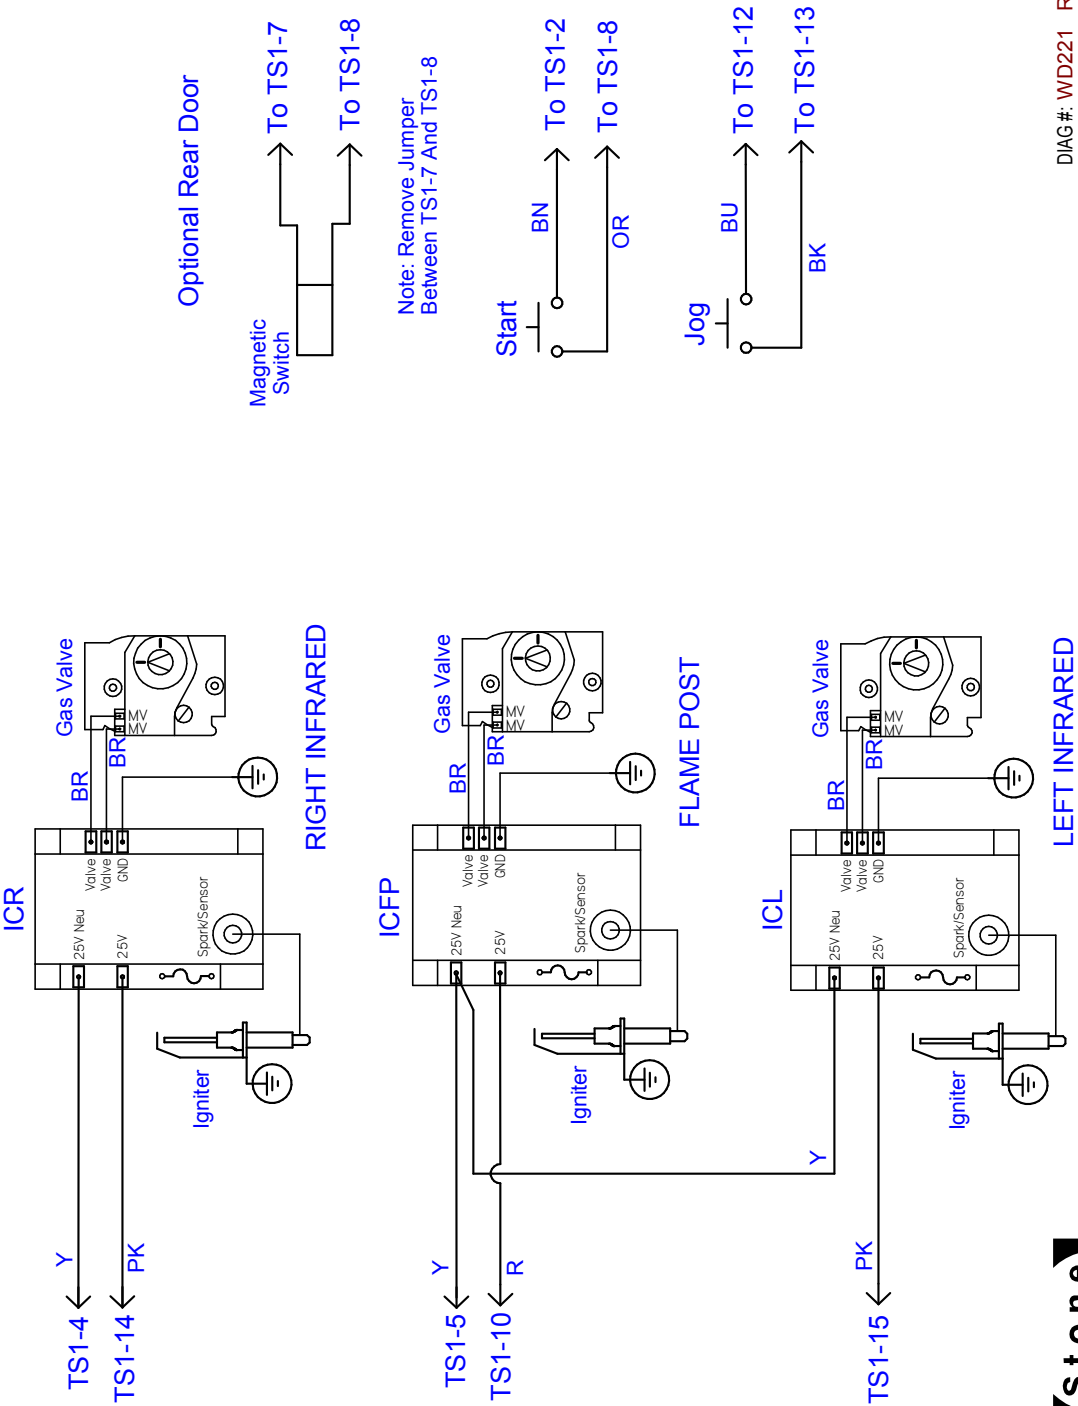 Optional Rear Door
Magnetic
Switch
To TS1-7
To TS1-8
Note: Remove Jumper
Between TS1-7 And TS1-8
Start
BN
OR
To TS1-2
To TS1-8
Jog
BU
BK
To TS1-12
To TS1-13
DIAG #: WD221
ICR
Gas Valve
MV
MV
BR
BR
Valve
Valve
GND
25V Neu
25V
Spark/Sensor
Igniter
Y
PK
TS1-4
TS1-14
RIGHT INFRARED
ICFP
Gas Valve
MV
MV
BR
BR
Valve
Valve
GND
25V Neu
25V
Spark/Sensor
Igniter
Y
R
TS1-5
TS1-10
FLAME POST
ICL
Gas Valve
MV
MV
BR
BR
Valve
Valve
GND
25V Neu
25V
Spark/Sensor
Igniter
Y
PK
TS1-15
LEFT INFRARED
stone